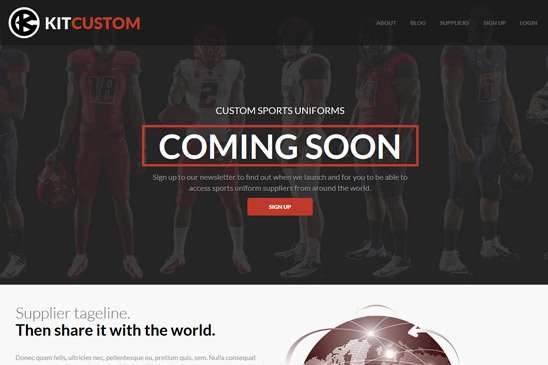 KITCUSTOM
ABOUT BLOG SUPPLIERS SIGN UP LOGIN
CUSTOM SPORTS UNIFORMS
COMING SOON
Sign up to our newsletter to find out when we launch and for you to be able to
access sports uniform suppliers from around the world.
SIGN UP
Supplier tageline.
Then share it with the world.
Donec quam felis, ultricies nec, pellentesque eu, pretium quis, sem. Nulla consequat